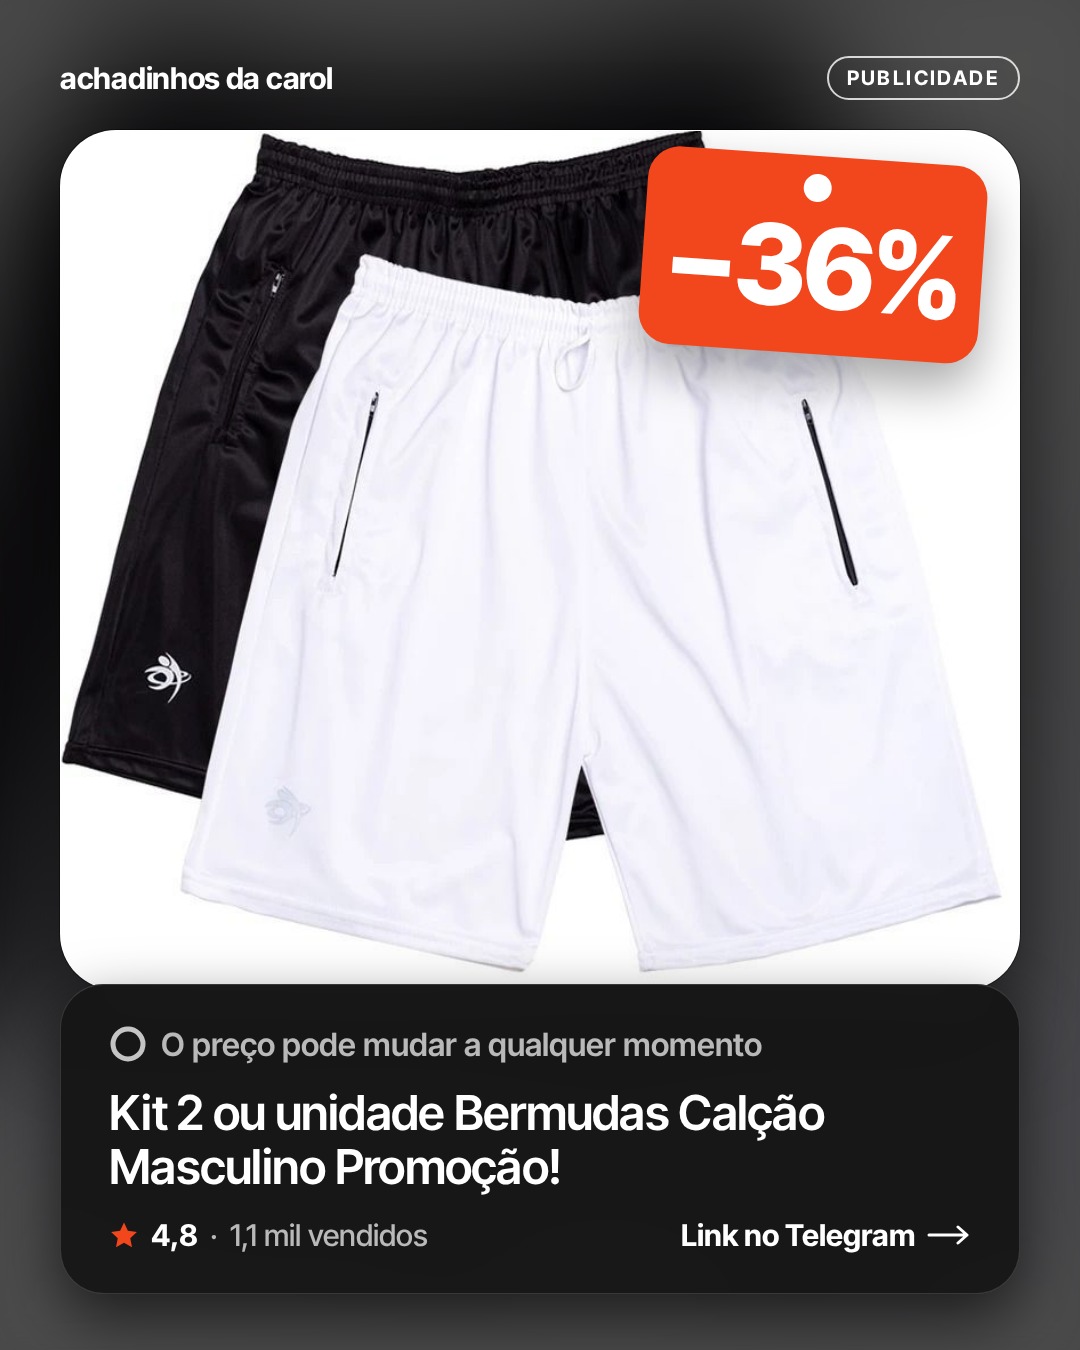 achadinhos da carol
PUBLICIDADE
-36%
O preço pode mudar a qualquer momento
Kit 2 ou unidade Bermudas Calção
Masculino Promoção!
4,8 · 1,1 mil vendidos
Link no Telegram →